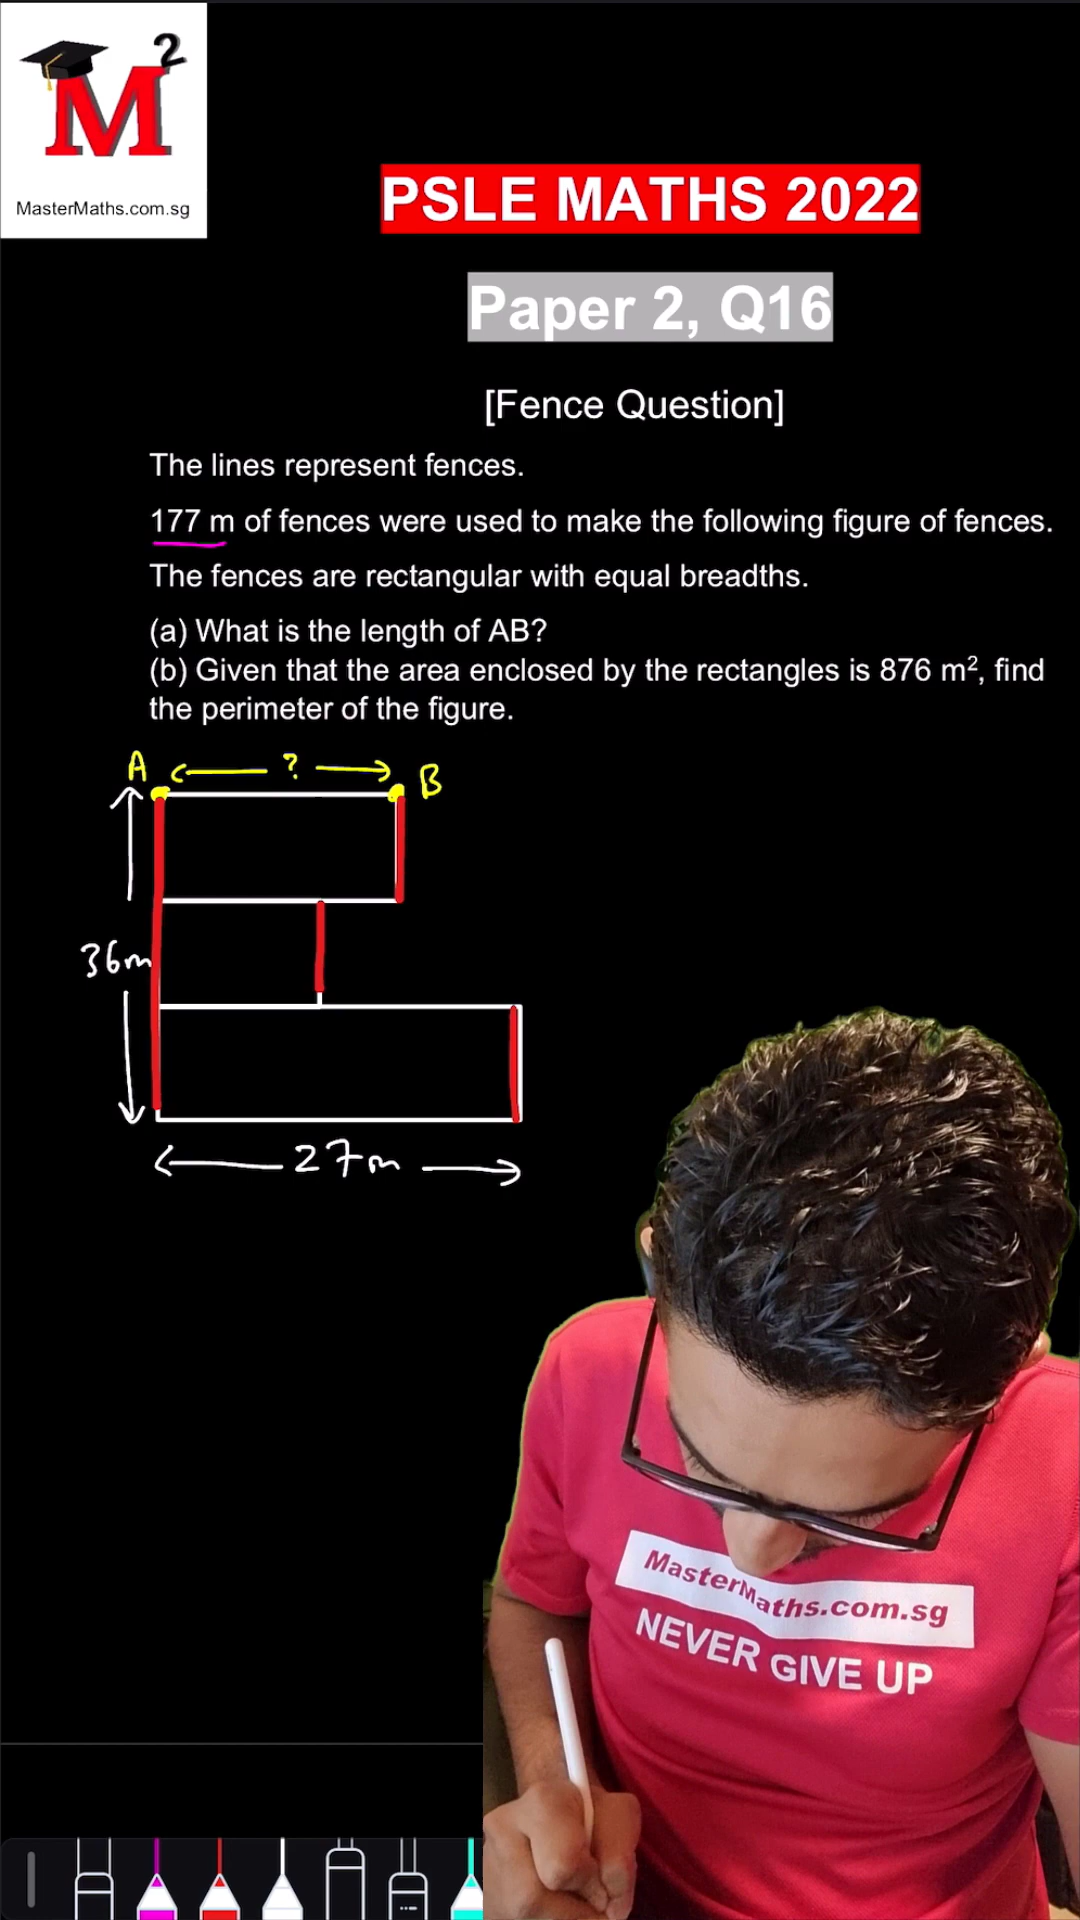 M²
MasterMaths.com.sg
PSLE MATHS 2022
Paper 2, Q16
[Fence Question]
The lines represent fences.
177 m of fences were used to make the following figure of fences.
The fences are rectangular with equal breadths.
(a) What is the length of AB?
(b) Given that the area enclosed by the rectangles is 876 m², find
the perimeter of the figure.
A ? B
36m
27m
MasterMaths.com.sg
NEVER GIVE UP